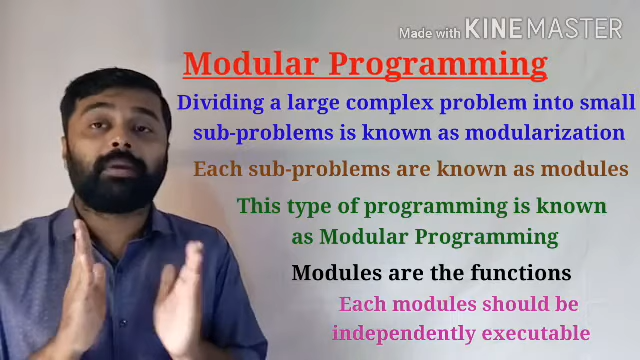 Made with KINEMASTER
Modular Programming
Dividing a large complex problem into small
sub-problems is known as modularization
Each sub-problems are known as modules
This type of programming is known
as Modular Programming
Modules are the functions
Each modules should be
independently executable